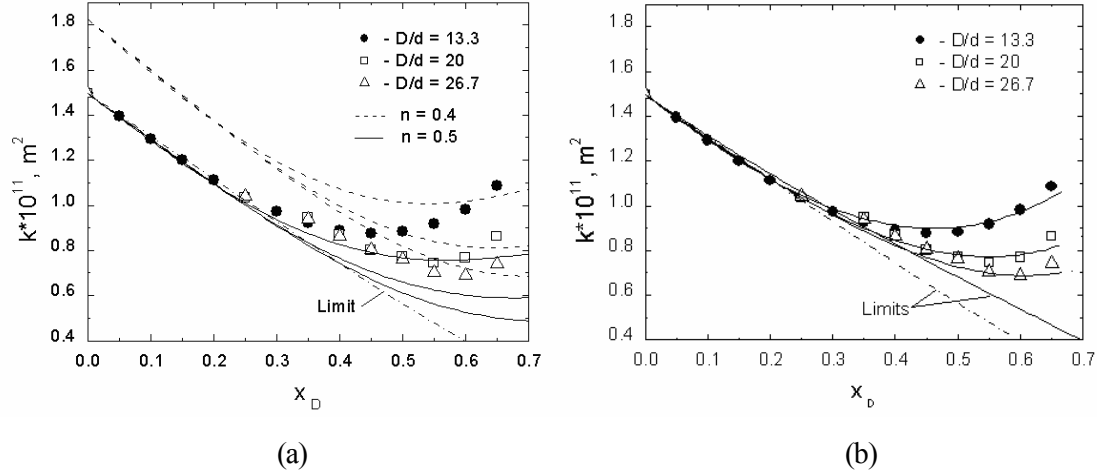 1.8
1.6
1.4
1.2
1.0
0.8
0.6
0.4
k*10¹¹, m²
- D/d = 13.3
- D/d = 20
- D/d = 26.7
n = 0.4
n = 0.5
Limit
0.0 0.1 0.2 0.3 0.4 0.5 0.6 0.7
X D
(a)
1.8
1.6
1.4
1.2
1.0
0.8
0.6
0.4
k*10¹¹, m²
- D/d = 13.3
- D/d = 20
- D/d = 26.7
Limits
0.0 0.1 0.2 0.3 0.4 0.5 0.6 0.7
X D
(b)